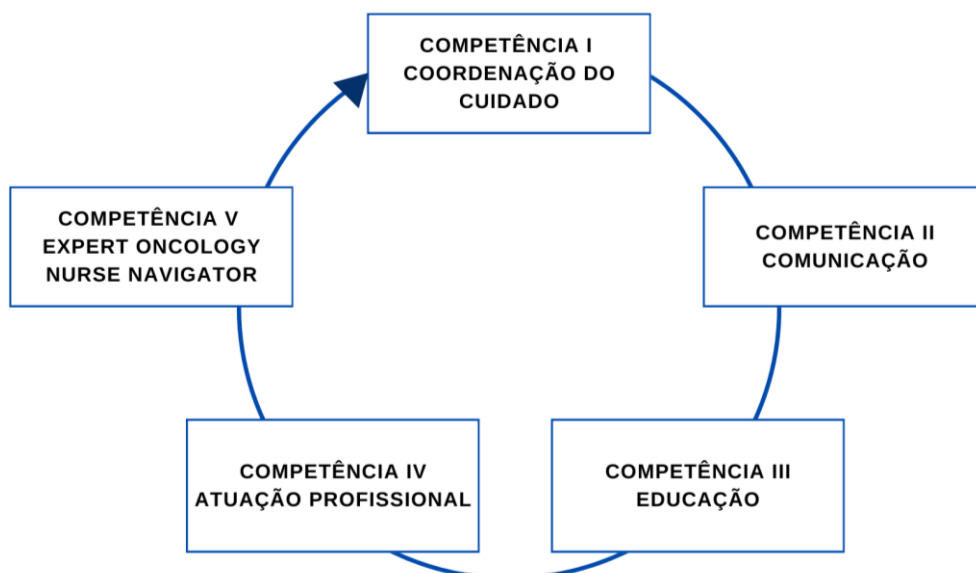 COMPETÊNCIA I
COORDENAÇÃO DO
CUIDADO
COMPETÊNCIA II
COMUNICAÇÃO
COMPETÊNCIA III
EDUCAÇÃO
COMPETÊNCIA IV
ATUAÇÃO PROFISSIONAL
COMPETÊNCIA V
EXPERT ONCOLOGY
NURSE NAVIGATOR